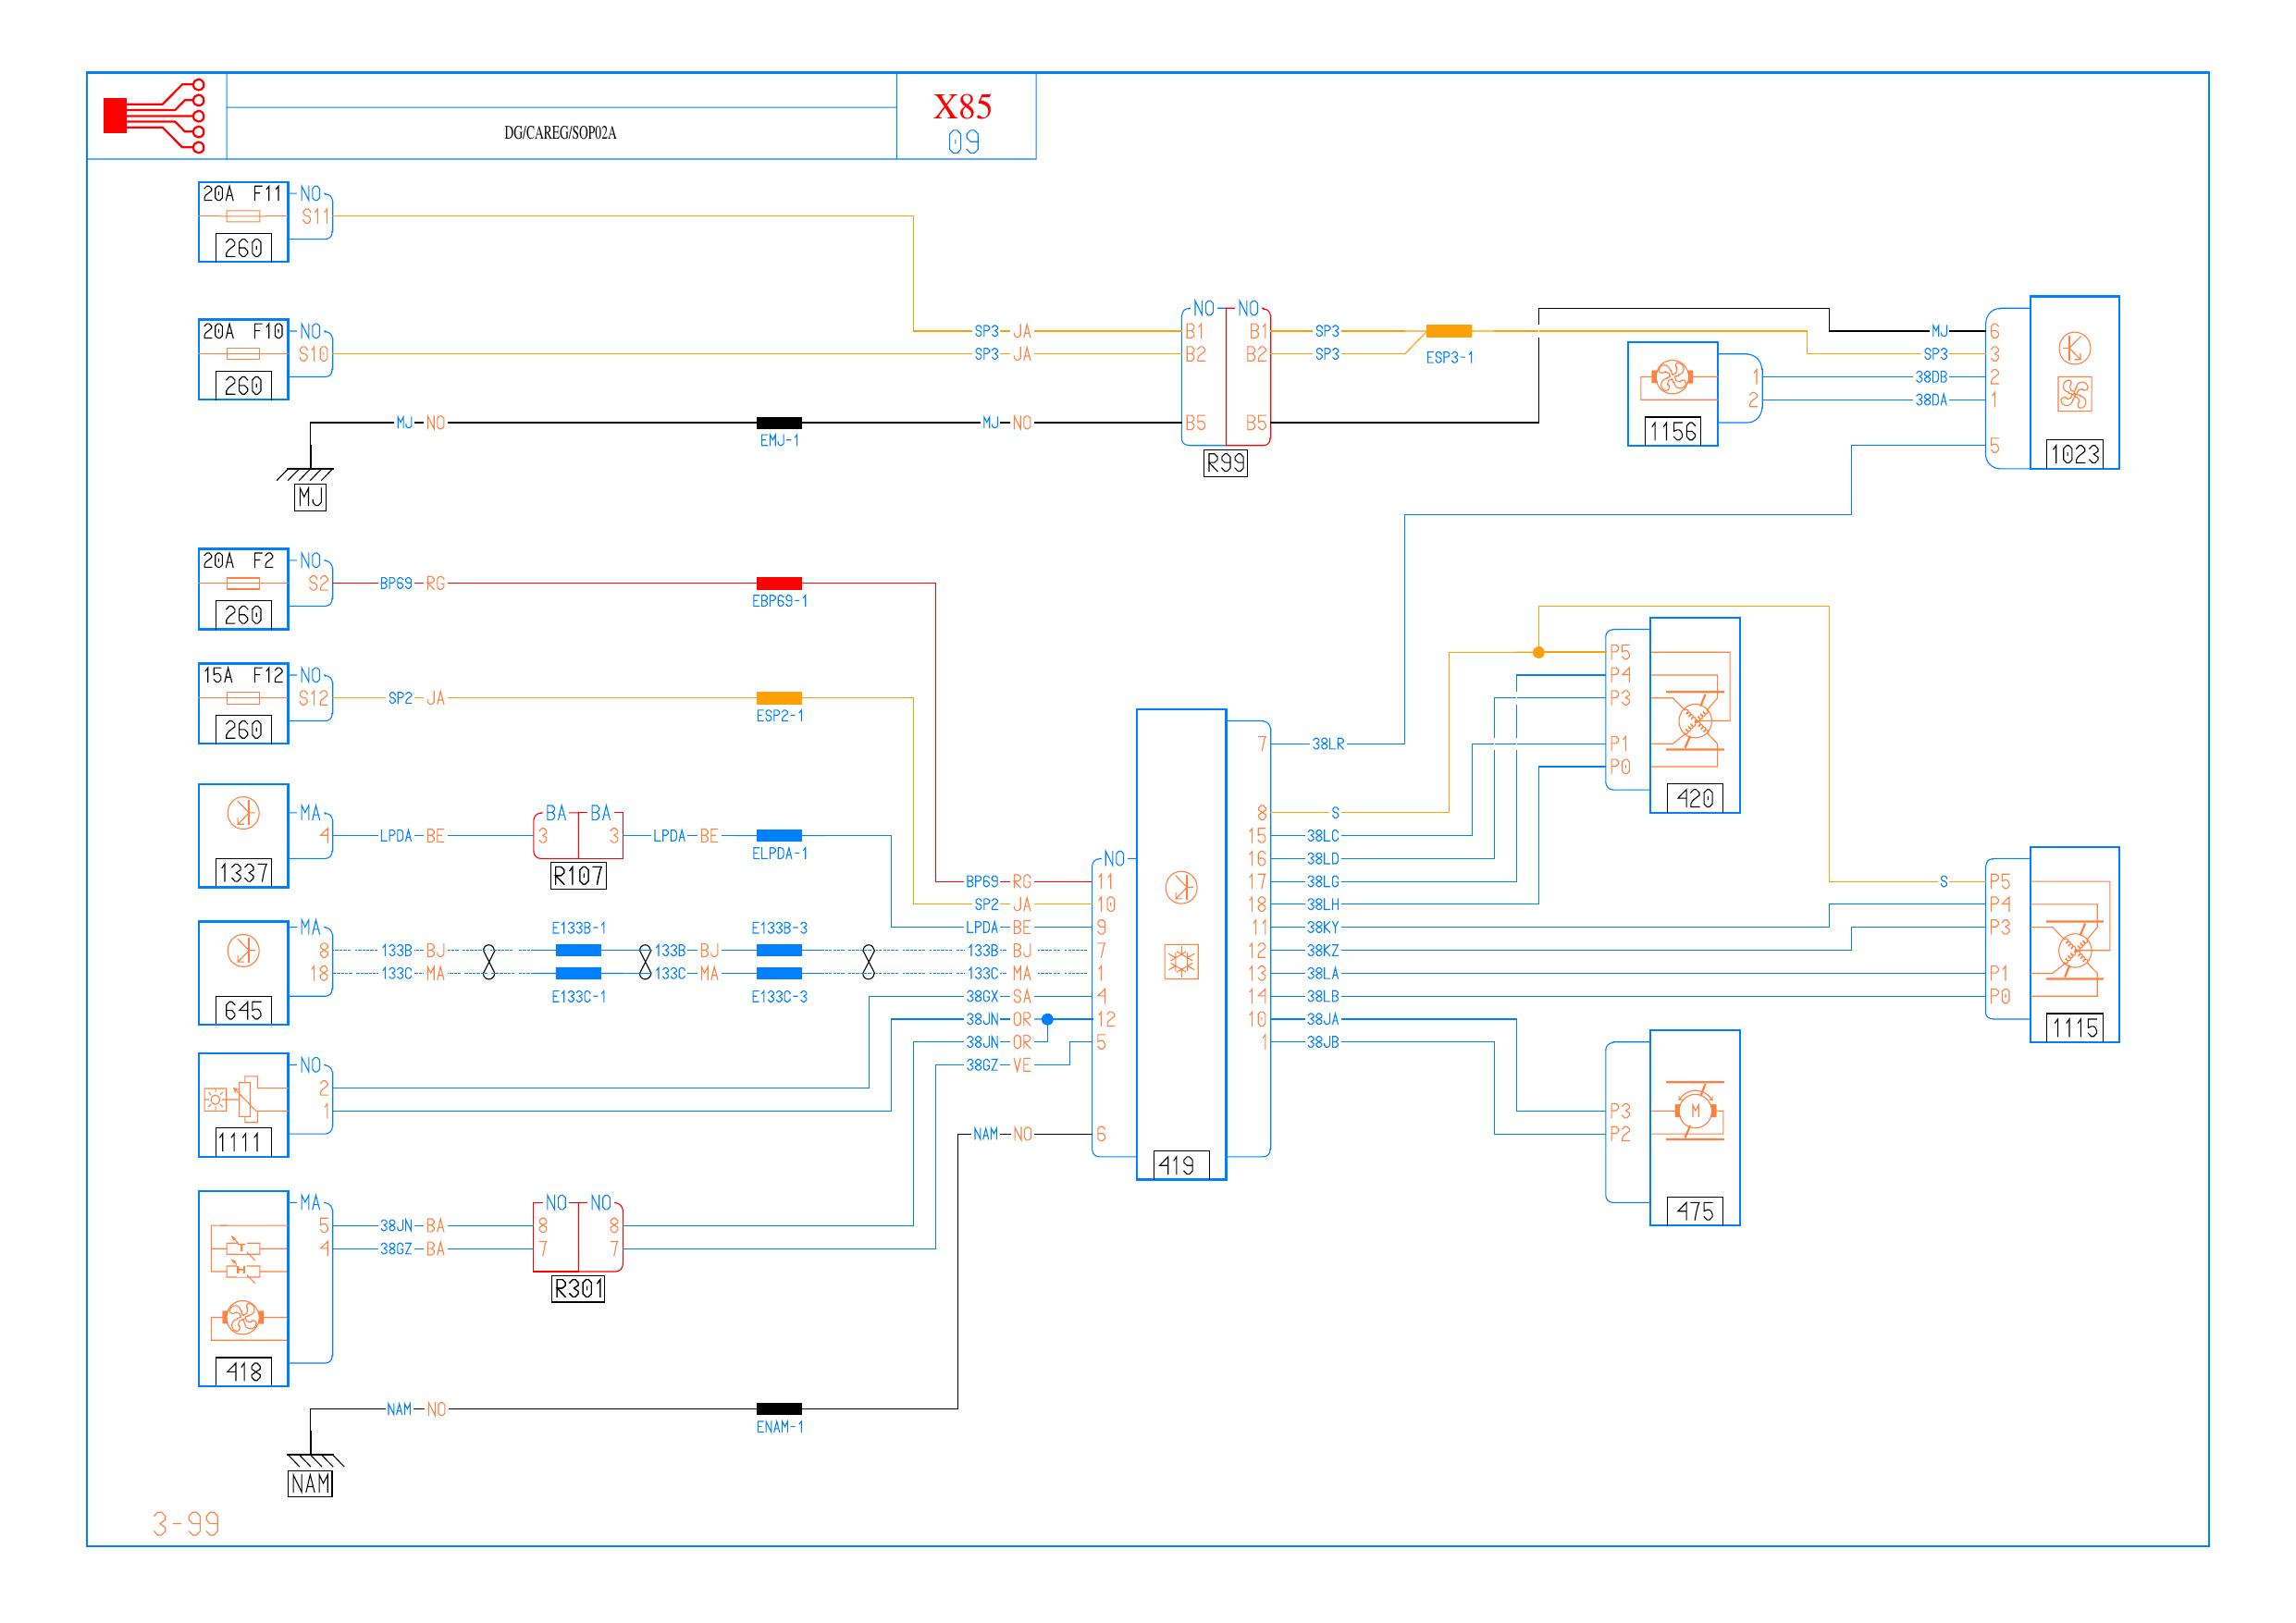 X85
DG/CAREG/SOP02A
09
20A F11 NO
S11
260
20A F10 NO
S10
260
SP3 JA
SP3 JA
NO NO
B1 B1
B2 B2
B5 B5
R99
SP3
SP3
ESP3-1
MJ NO
EMJ-1
MJ NO
MJ
1
2
1156
MJ 6
SP3 3
38DB 2
38DA 1
5
1023
20A F2 NO
S2
260
BP69 RG
EBP69-1
15A F12 NO
S12
260
SP2 JA
ESP2-1
P5
P4
P3
P1
P0
420
7 38LR
8 S
15 38LC
16 38LD
17 38LG
18 38LH
11 38KY
12 38KZ
13 38LA
14 38LB
10 38JA
1 38JB
MA
4
1337
LPDA BE
BA BA
3 3
R107
LPDA BE
ELPDA-1
NO
BP69 RG 11
SP2 JA 10
LPDA BE 9
133B BJ 7
133C MA 1
38GX SA 4
38JN OR 12
38JN OR 5
38GZ VE
NAM NO 6
419
S P5
P4
P3
P1
P0
1115
MA
8 133B BJ
18 133C MA
645
E133B-1
E133C-1
133B BJ
133C MA
E133B-3
E133C-3
NO
2
1
1111
M
P3
P2
475
MA
5 38JN BA
4 38GZ BA
T
H
418
NO NO
8 8
7 7
R301
NAM NO
ENAM-1
NAM
3-99